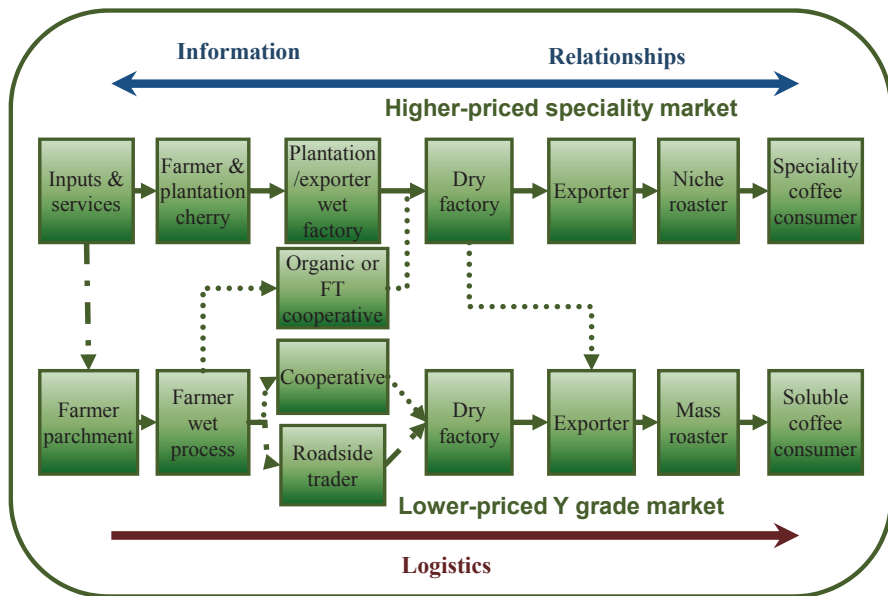 Information
Relationships
Higher-priced speciality market
Inputs &
services
Farmer &
plantation
cherry
Plantation
/exporter
wet
factory
Dry
factory
Exporter
Niche
roaster
Speciality
coffee
consumer
Organic or
FT
cooperative
Farmer
parchment
Farmer
wet
process
Cooperative
Roadside
trader
Dry
factory
Exporter
Mass
roaster
Soluble
coffee
consumer
Lower-priced Y grade market
Logistics